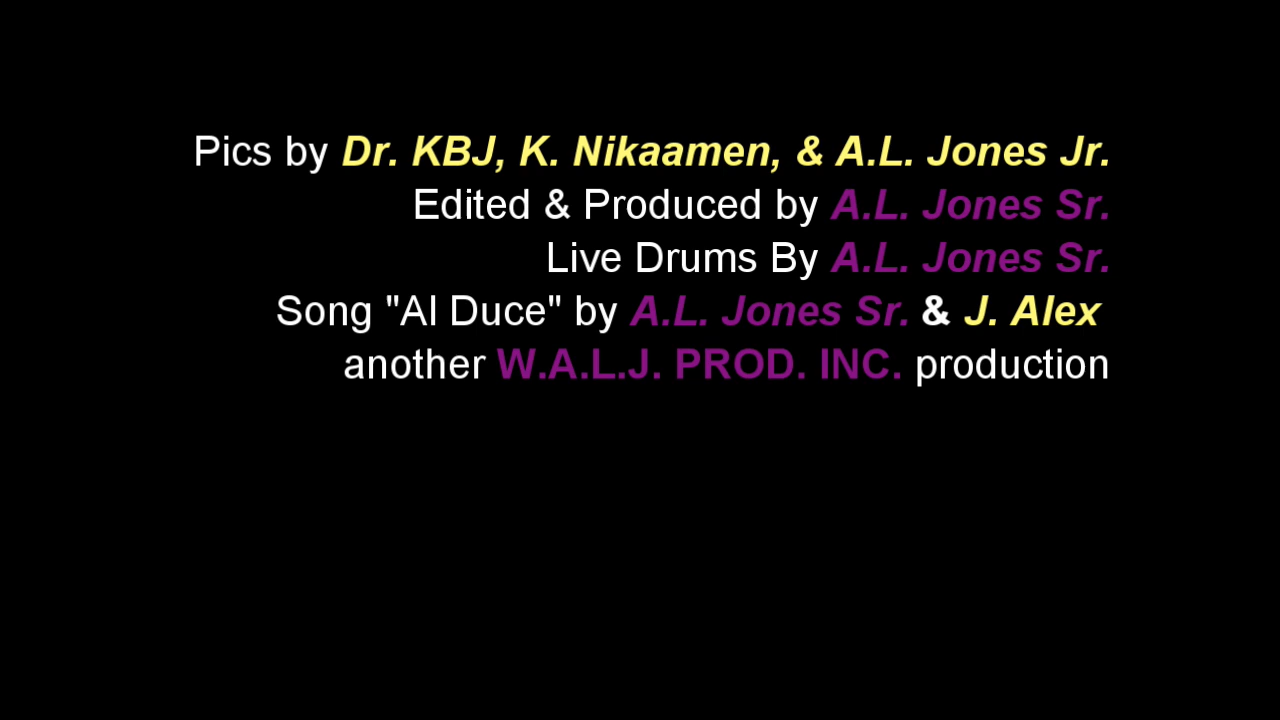 Pics by Dr. KBJ, K. Nikaamen, & A.L. Jones Jr.
Edited & Produced by A.L. Jones Sr.
Live Drums By A.L. Jones Sr.
Song "Al Duce" by A.L. Jones Sr. & J. Alex
another W.A.L.J. PROD. INC. production